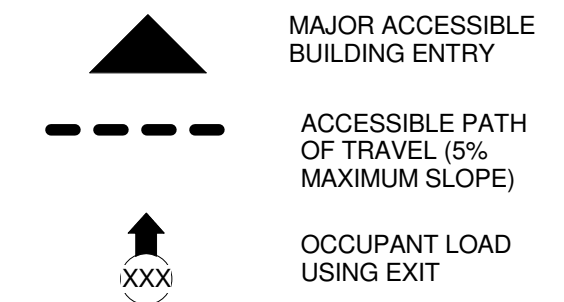 MAJOR ACCESSIBLE
BUILDING ENTRY
ACCESSIBLE PATH
OF TRAVEL (5%
MAXIMUM SLOPE)
XXX
OCCUPANT LOAD
USING EXIT